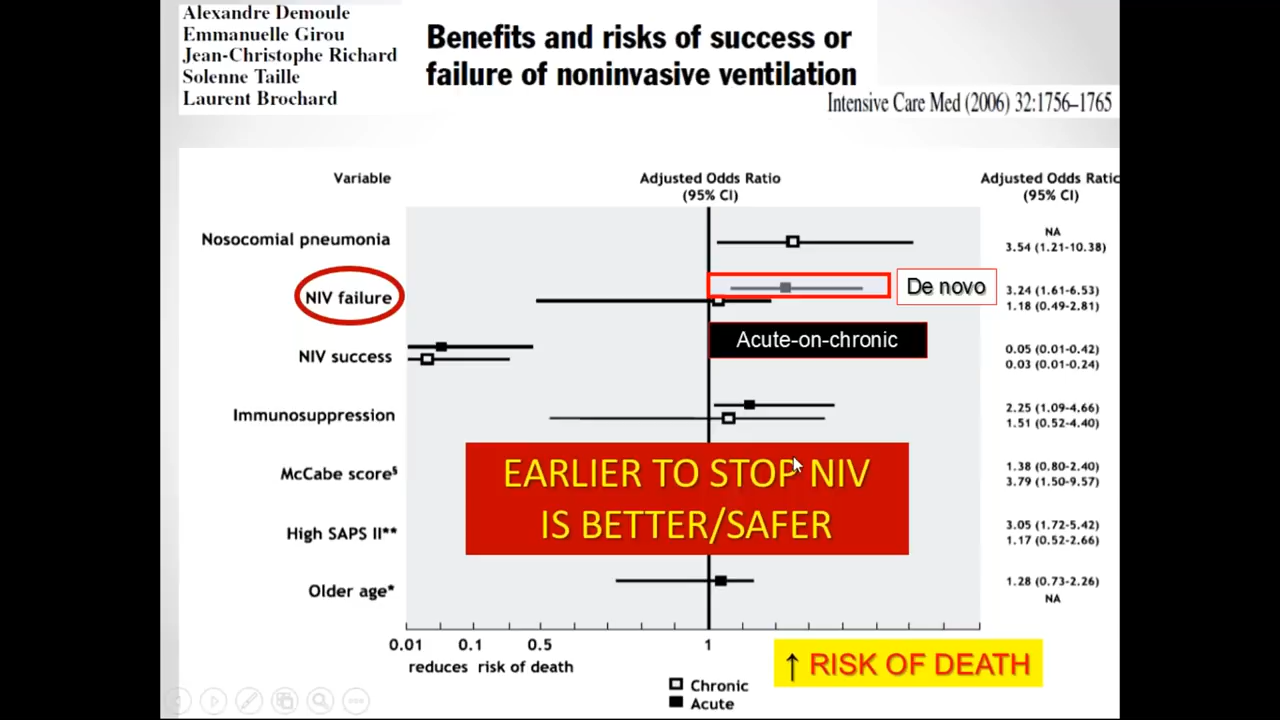 Alexandre Demoule
Emmanuelle Girou
Jean-Christophe Richard
Solenne Taille
Laurent Brochard
Benefits and risks of success or
failure of noninvasive ventilation
Intensive Care Med (2006) 32:1756–1765
Variable
Adjusted Odds Ratio
(95% CI)
Adjusted Odds Ratio
(95% CI)
Nosocomial pneumonia
NA
3.54 (1.21-10.38)
NIV failure
De novo
3.24 (1.61-6.53)
1.18 (0.49-2.81)
Acute-on-chronic
NIV success
0.05 (0.01-0.42)
0.03 (0.01-0.24)
Immunosuppression
2.25 (1.09-4.66)
1.51 (0.52-4.40)
McCabe score§
1.38 (0.80-2.40)
3.79 (1.50-9.57)
EARLIER TO STOP NIV
IS BETTER/SAFER
High SAPS II**
3.05 (1.72-5.42)
1.17 (0.52-2.66)
Older age*
1.28 (0.73-2.26)
NA
0.01 0.1 0.5 1
reduces risk of death
↑ RISK OF DEATH
Chronic
Acute